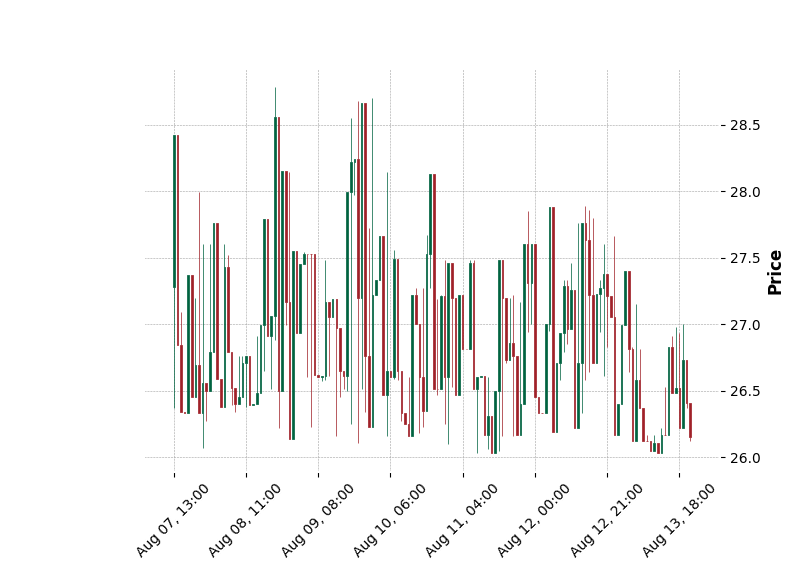 28.5
28.0
27.5
27.0
26.5
26.0
Price
Aug 07, 13:00
Aug 08, 11:00
Aug 09, 08:00
Aug 10, 06:00
Aug 11, 04:00
Aug 12, 00:00
Aug 12, 21:00
Aug 13, 18:00